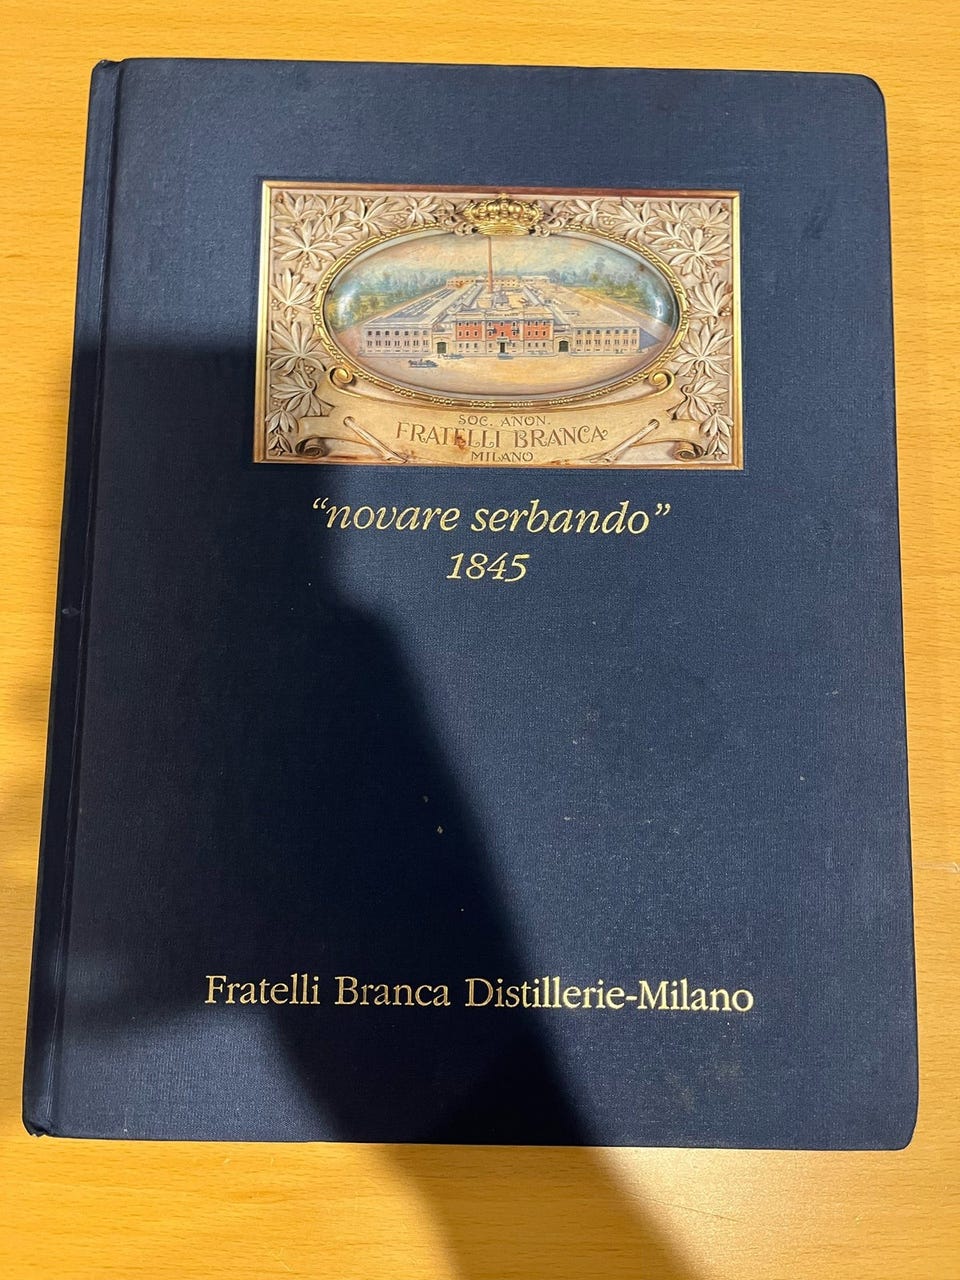 SOC. ANON.
FRATELLI BRANCA
MILANO
“novare serbando”
1845
Fratelli Branca Distillerie-Milano